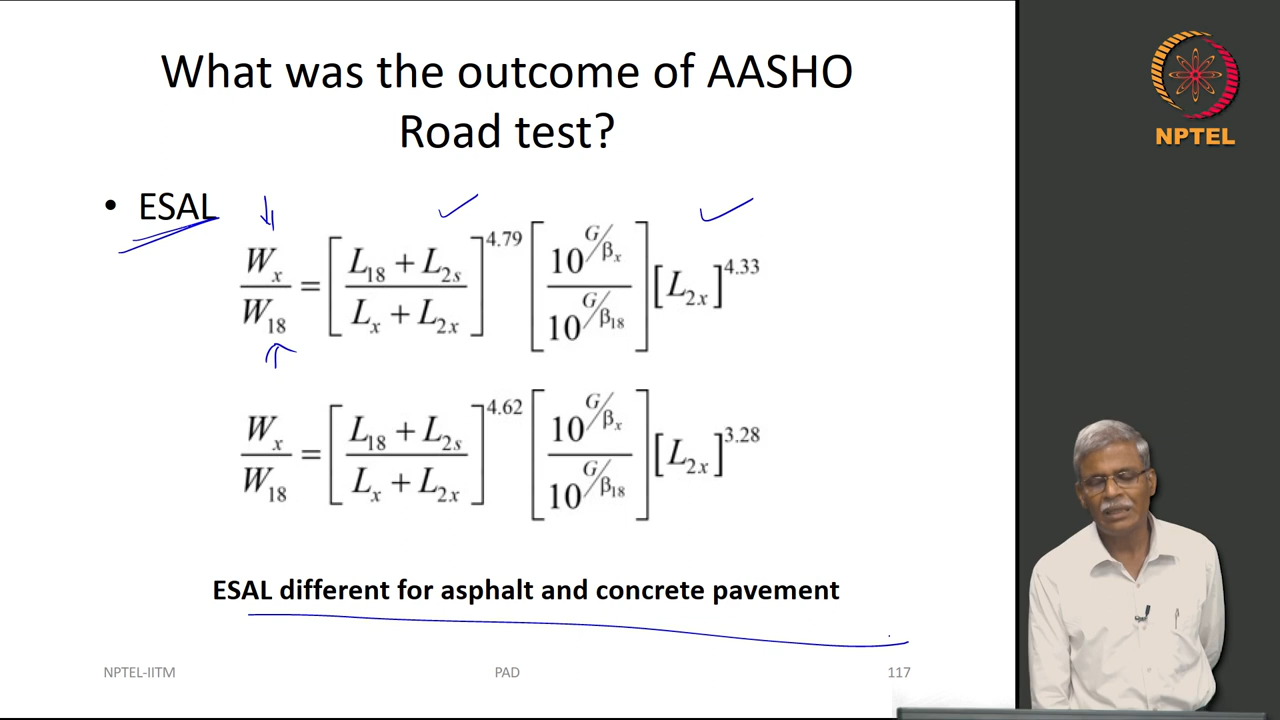 What was the outcome of AASHO
Road test?
NPTEL
• ESAL
W_x / W_18 = [ (L_18 + L_2s) / (L_x + L_2x) ]^4.79 [ 10^(G/β_x) / 10^(G/β_18) ] [L_2x]^4.33
W_x / W_18 = [ (L_18 + L_2s) / (L_x + L_2x) ]^4.62 [ 10^(G/β_x) / 10^(G/β_18) ] [L_2x]^3.28
ESAL different for asphalt and concrete pavement
NPTEL-IITM PAD 117